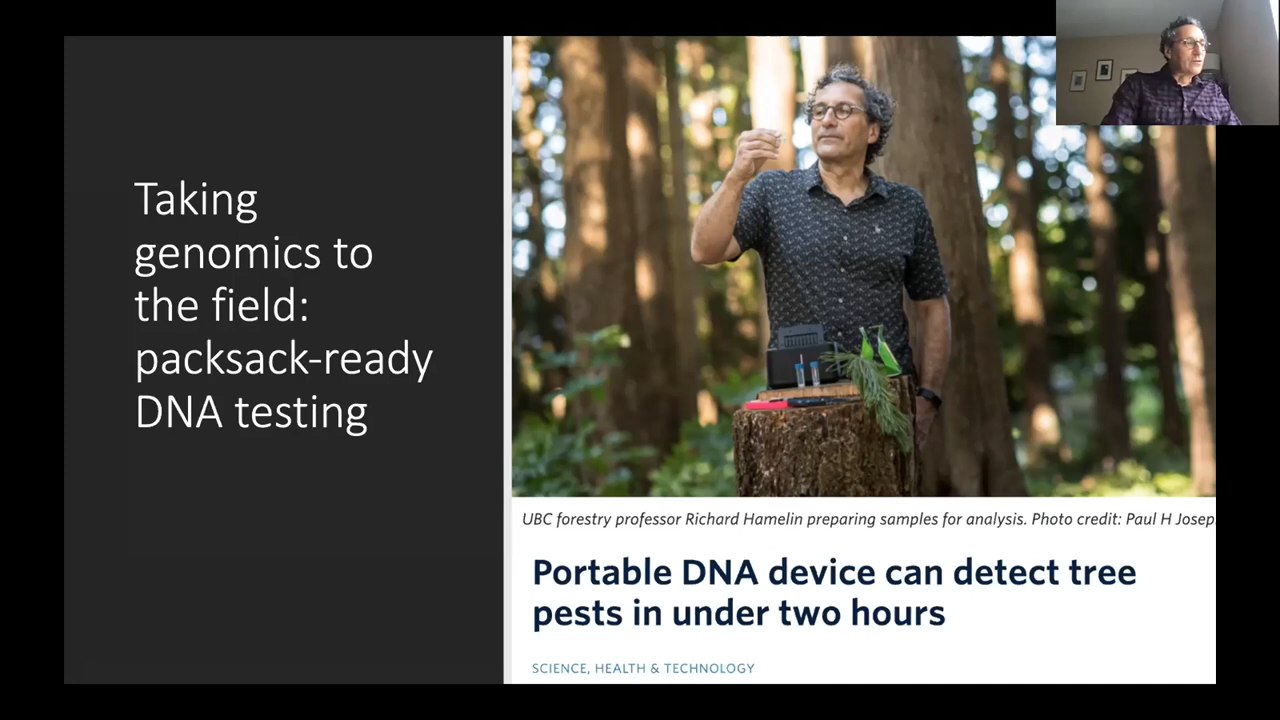 Taking
genomics to
the field:
packsack-ready
DNA testing
UBC forestry professor Richard Hamelin preparing samples for analysis. Photo credit: Paul H Josep
Portable DNA device can detect tree
pests in under two hours
SCIENCE, HEALTH & TECHNOLOGY